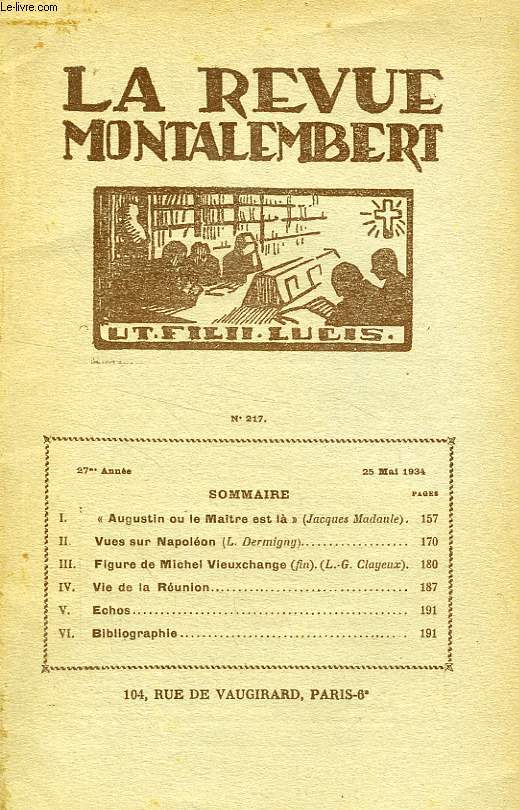 Le-livre.com
LA REVUE
MONTALEMBERT
UT·FILII·LUCIS·
N° 217.
27me Année 25 Mai 1934
SOMMAIRE PAGES
I. « Augustin ou le Maître est là » (Jacques Madaule). 157
II. Vues sur Napoléon (L. Dermigny)................. 170
III. Figure de Michel Vieuxchange (fin). (L.-G. Clayeux). 180
IV. Vie de la Réunion................................ 187
V. Echos............................................ 191
VI. Bibliographie.................................... 191
104, RUE DE VAUGIRARD, PARIS-6e